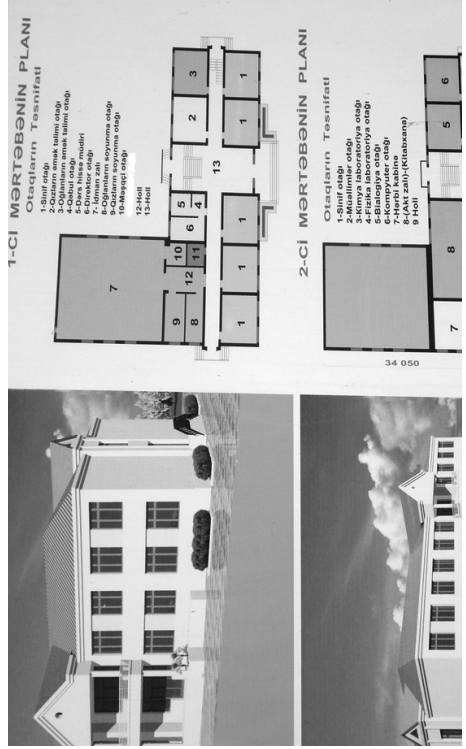 1-Cİ MƏRTƏBƏNİN PLANI
Otaqların Təsnifatı
1-Sinif otağı
2-Qızların əmək təlimi otağı
3-Oğlanların əmək təlimi otağı
4-Qəbul otağı
5-Dərs hissə müdiri
6-Direktor otağı
7- İdman zalı
8-Oğlanların soyunma otağı
9-Qızların soyunma otağı
10-Məşqçi otağı
12-Holl
13-Holl
7
9
8
12
10
11
6
5
4
2
3
13
1
1
1
1
1
2-Cİ MƏRTƏBƏNİN PLANI
Otaqların Təsnifatı
1-Sinif otağı
2-Müəllimlər otağı
3-Kimya laboratoriya otağı
4-Fizika laboratoriya otağı
5-Bialogiya otağı
6-Kompyuter otağı
7-Hərbi kabinə
8-(Akt zalı)-(Kitabxana)
9 Holl
7
8
5
6
34 050